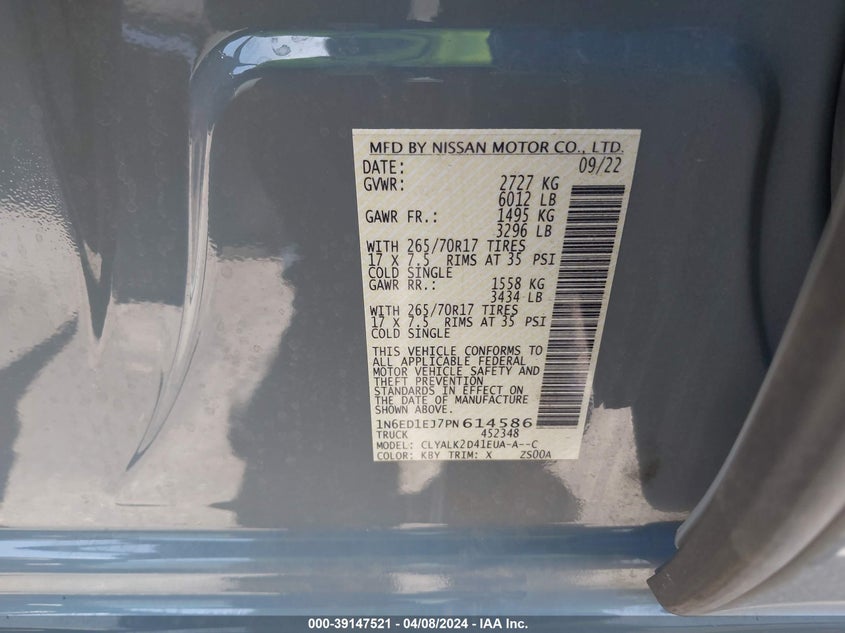 MFD BY NISSAN MOTOR CO., LTD.
DATE: 09/22
GVWR: 2727 KG
6012 LB
GAWR FR.: 1495 KG
3296 LB
WITH 265/70R17 TIRES
17 X 7.5 RIMS AT 35 PSI
COLD SINGLE
GAWR RR.: 1558 KG
3434 LB
WITH 265/70R17 TIRES
17 X 7.5 RIMS AT 35 PSI
COLD SINGLE
THIS VEHICLE CONFORMS TO
ALL APPLICABLE FEDERAL
MOTOR VEHICLE SAFETY AND
THEFT PREVENTION
STANDARDS IN EFFECT ON
THE DATE OF MANUFACTURE
SHOWN ABOVE.
1N6ED1EJ7PN614586
TRUCK 452348
MODEL: CLYALK2D41EUA-A--C
COLOR: KBY TRIM: X ZS00A
000-39147521 - 04/08/2024 - IAA Inc.